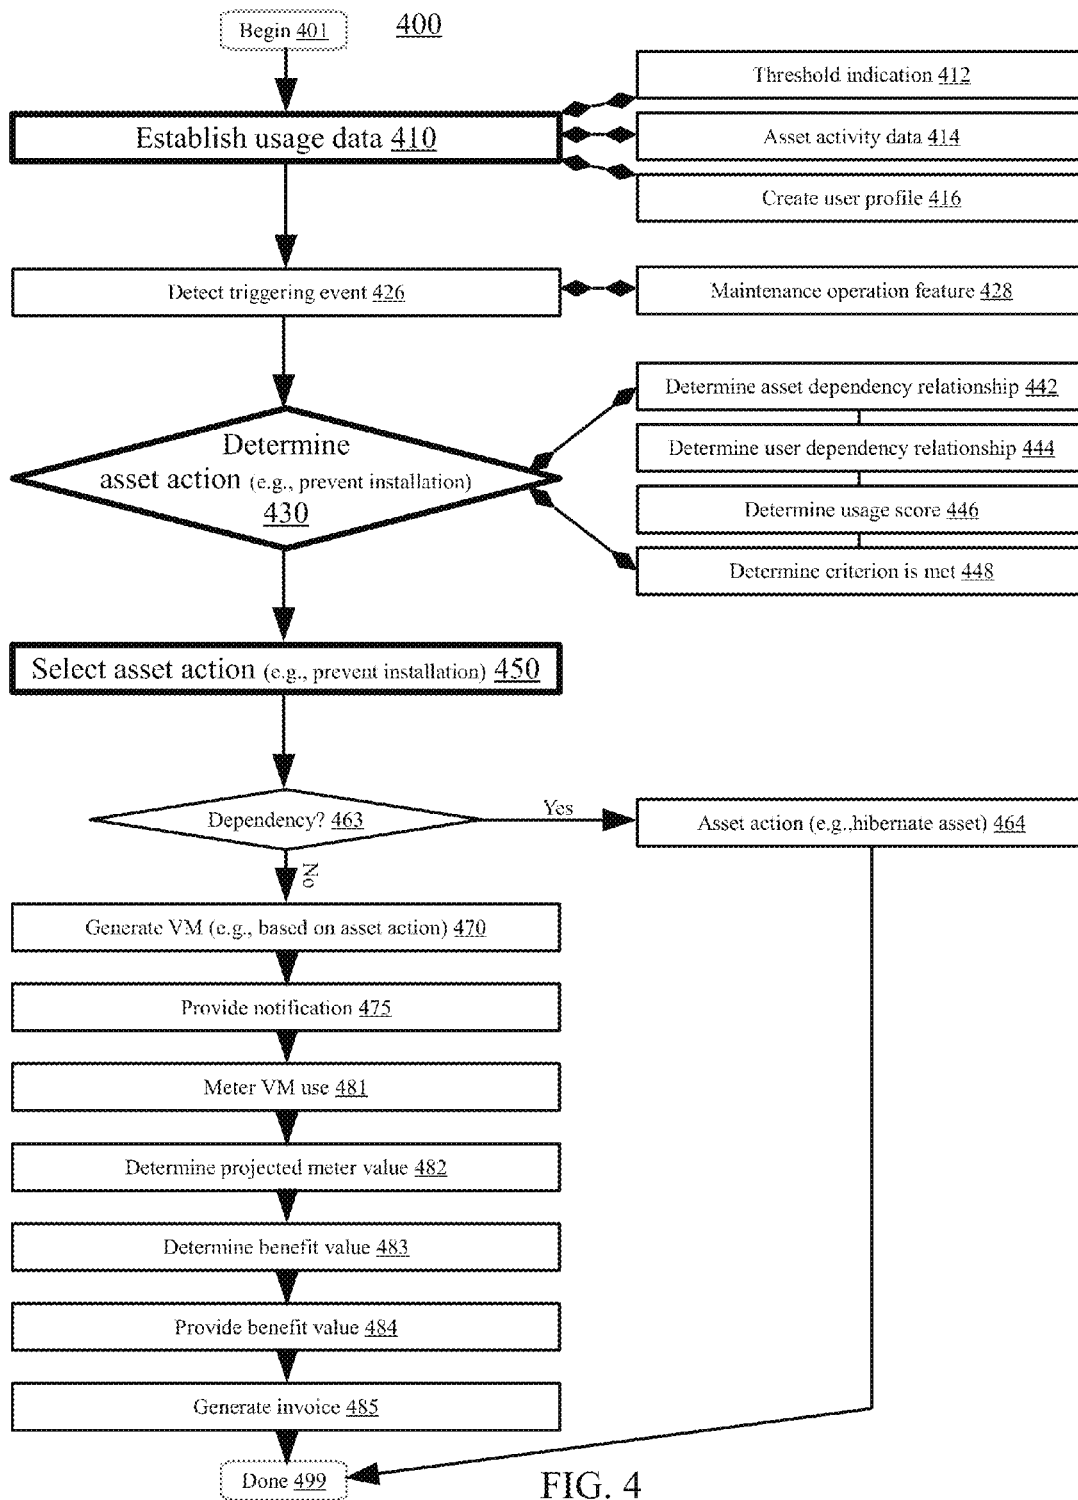 Begin 401
400
Threshold indication 412
Establish usage data 410
Asset activity data 414
Create user profile 416
Detect triggering event 426
Maintenance operation feature 428
Determine asset dependency relationship 442
Determine
asset action (e.g., prevent installation)
430
Determine user dependency relationship 444
Determine usage score 446
Determine criterion is met 448
Select asset action (e.g., prevent installation) 450
Dependency? 463
Yes
Asset action (e.g.,hibernate asset) 464
No
Generate VM (e.g., based on asset action) 470
Provide notification 475
Meter VM use 481
Determine projected meter value 482
Determine benefit value 483
Provide benefit value 484
Generate invoice 485
Done 499
FIG. 4